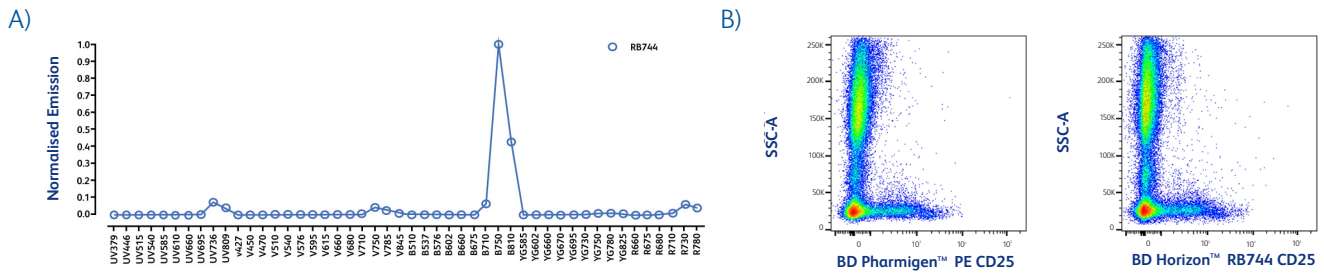 A)
Normalised Emission
1.0
0.9
0.8
0.7
0.6
0.5
0.4
0.3
0.2
0.1
0.0
RB744
UV379
UV446
UV515
UV540
UV585
UV610
UV660
UV695
UV736
UV809
V427
V450
V470
V510
V540
V576
V595
V615
V660
V680
V710
V750
V785
V845
B510
B537
B576
B602
B660
B675
B710
B750
B810
YG585
YG602
YG660
YG670
YG695
YG730
YG750
YG780
YG825
R660
R675
R680
R710
R730
R780
B)
SSC-A
250K
200K
150K
100K
50K
0
0
BD Pharmigen™ PE CD25
SSC-A
250K
200K
150K
100K
50K
0
0
BD Horizon™ RB744 CD25